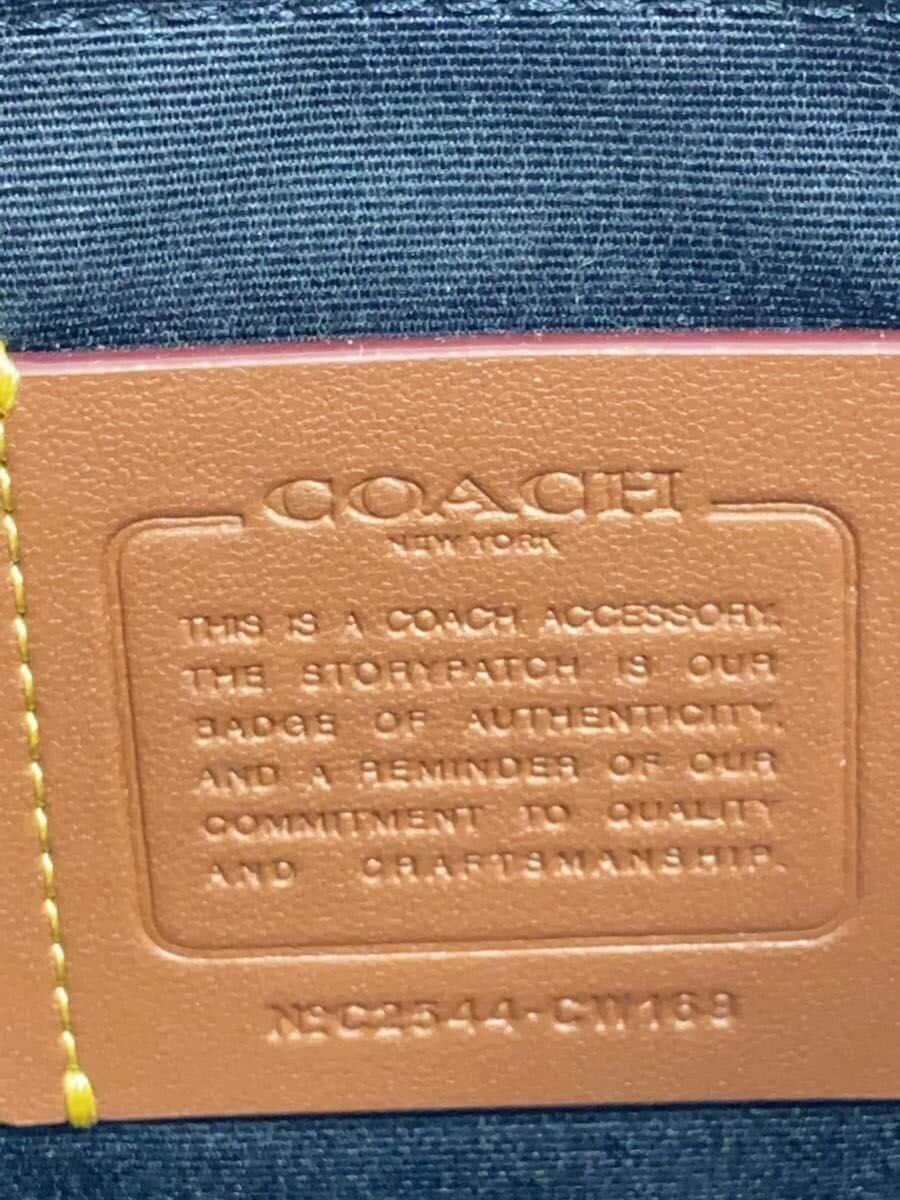 COACH
NEW YORK
THIS IS A COACH ACCESSORY.
THE STORYPATCH IS OUR
BADGE OF AUTHENTICITY,
AND A REMINDER OF OUR
COMMITMENT TO QUALITY
AND CRAFTSMANSHIP.
№C2544-CW168